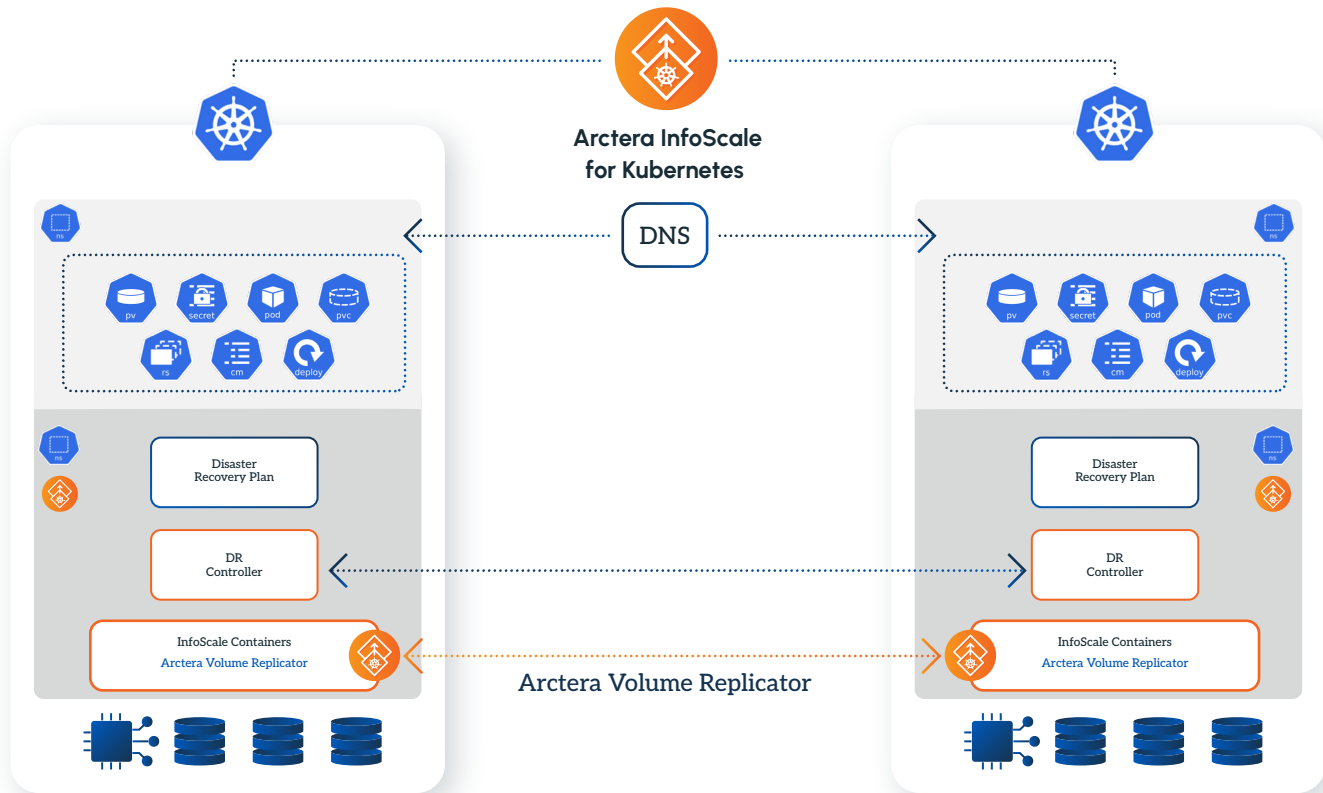 Arctera InfoScale
for Kubernetes
DNS
ns
pv
secret
pod
pvc
rs
cm
deploy
ns
Disaster
Recovery Plan
DR
Controller
InfoScale Containers
Arctera Volume Replicator
Arctera Volume Replicator
ns
pv
secret
pod
pvc
rs
cm
deploy
ns
Disaster
Recovery Plan
DR
Controller
InfoScale Containers
Arctera Volume Replicator